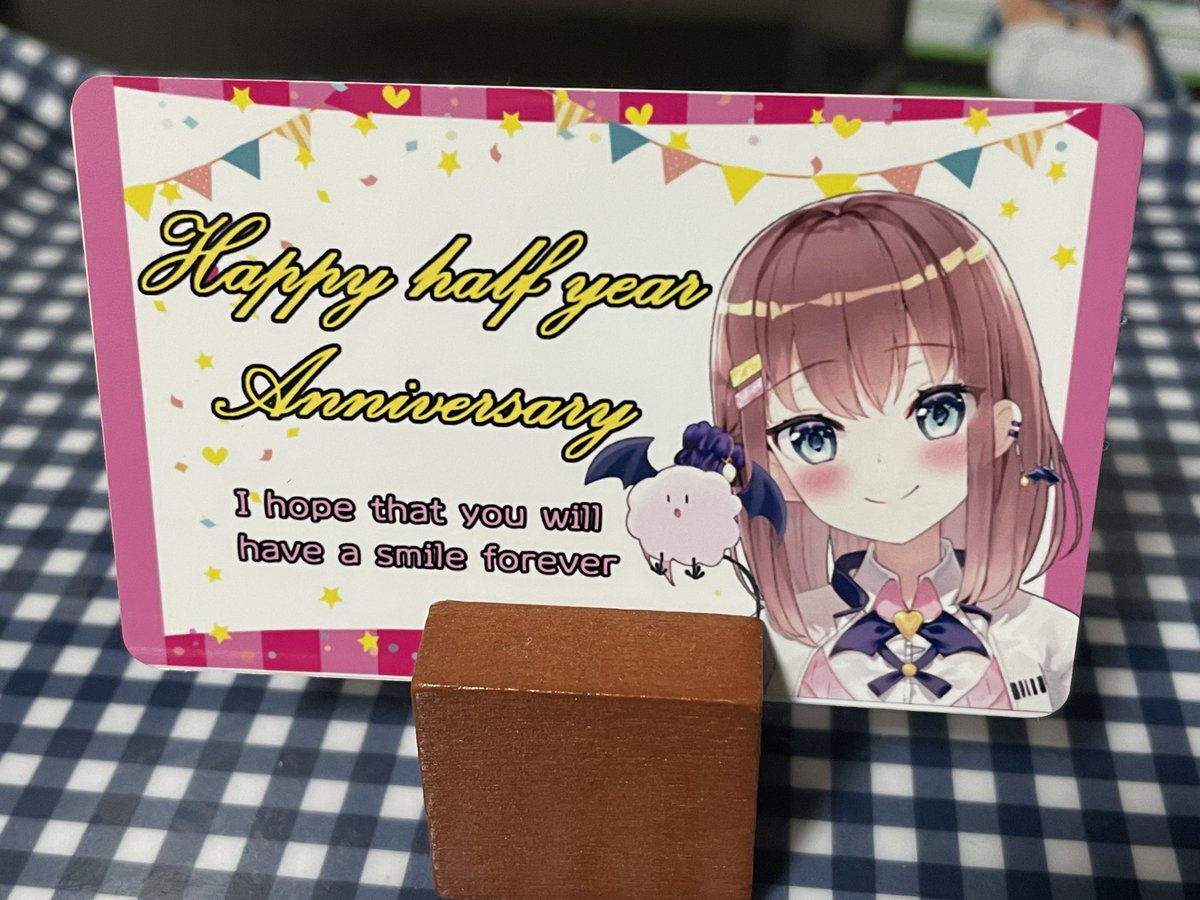 Happy half year
Anniversary
I hope that you will
have a smile forever